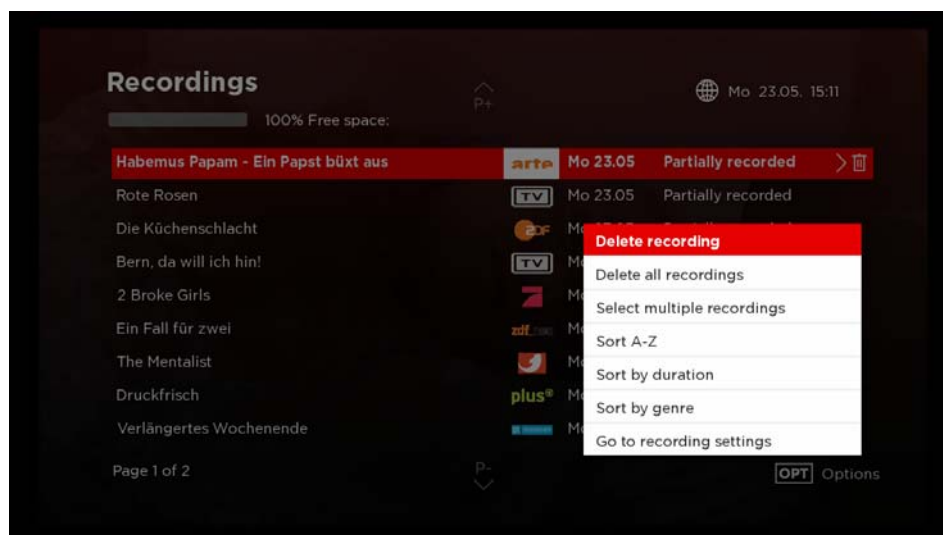 Recordings
P+
Mo 23.05. 15:11
100% Free space:
Habemus Papam - Ein Papst büxt aus arte Mo 23.05 Partially recorded
Rote Rosen TV Mo 23.05 Partially recorded
Die Küchenschlacht ZDF
Delete recording
Bern, da will ich hin! TV
Delete all recordings
2 Broke Girls
Select multiple recordings
Ein Fall für zwei zdf
Sort A-Z
The Mentalist
Sort by duration
Druckfrisch plus
Sort by genre
Verlängertes Wochenende
Go to recording settings
Page 1 of 2
P-
OPT Options